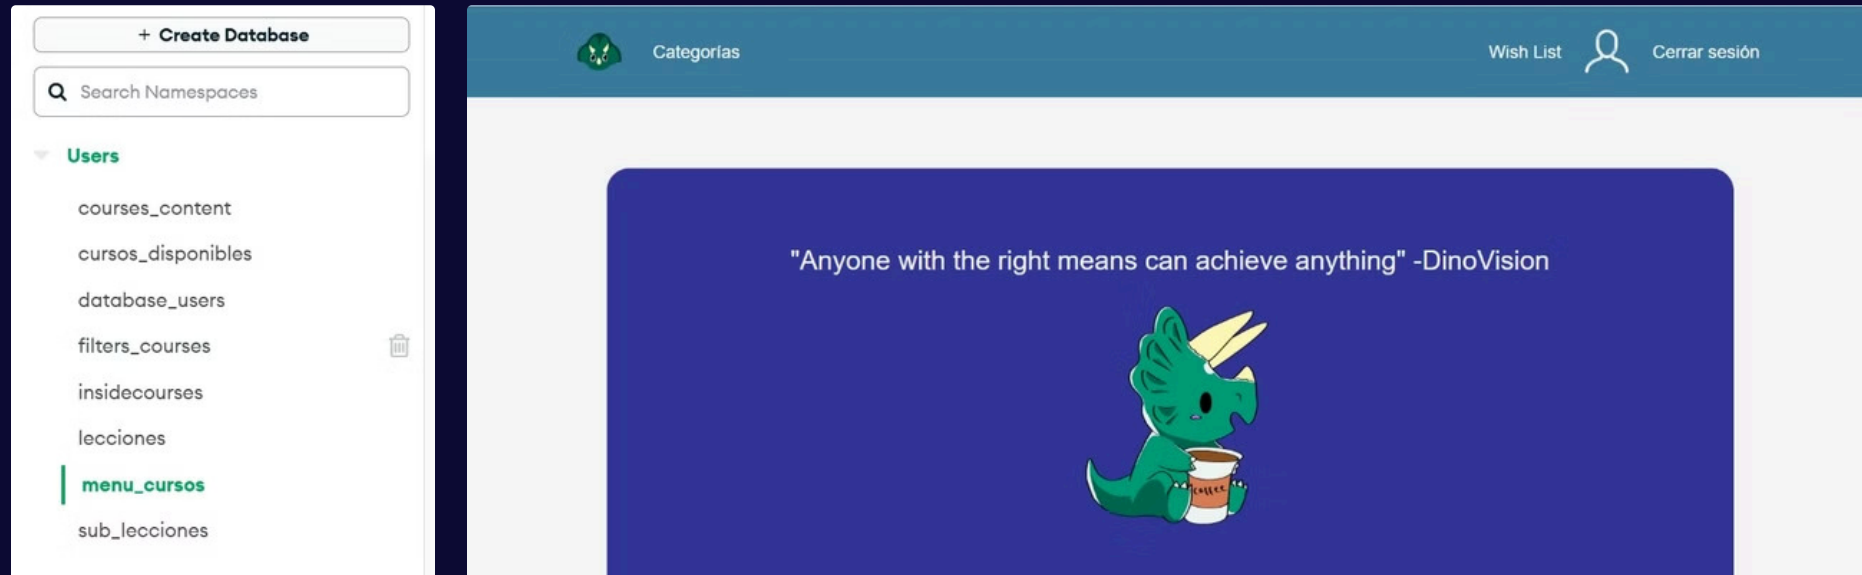 + Create Database
Search Namespaces
Users
courses_content
cursos_disponibles
database_users
filters_courses
insidecourses
lecciones
menu_cursos
sub_lecciones
Categorías
Wish List
Cerrar sesión
"Anyone with the right means can achieve anything" -DinoVision
coffee